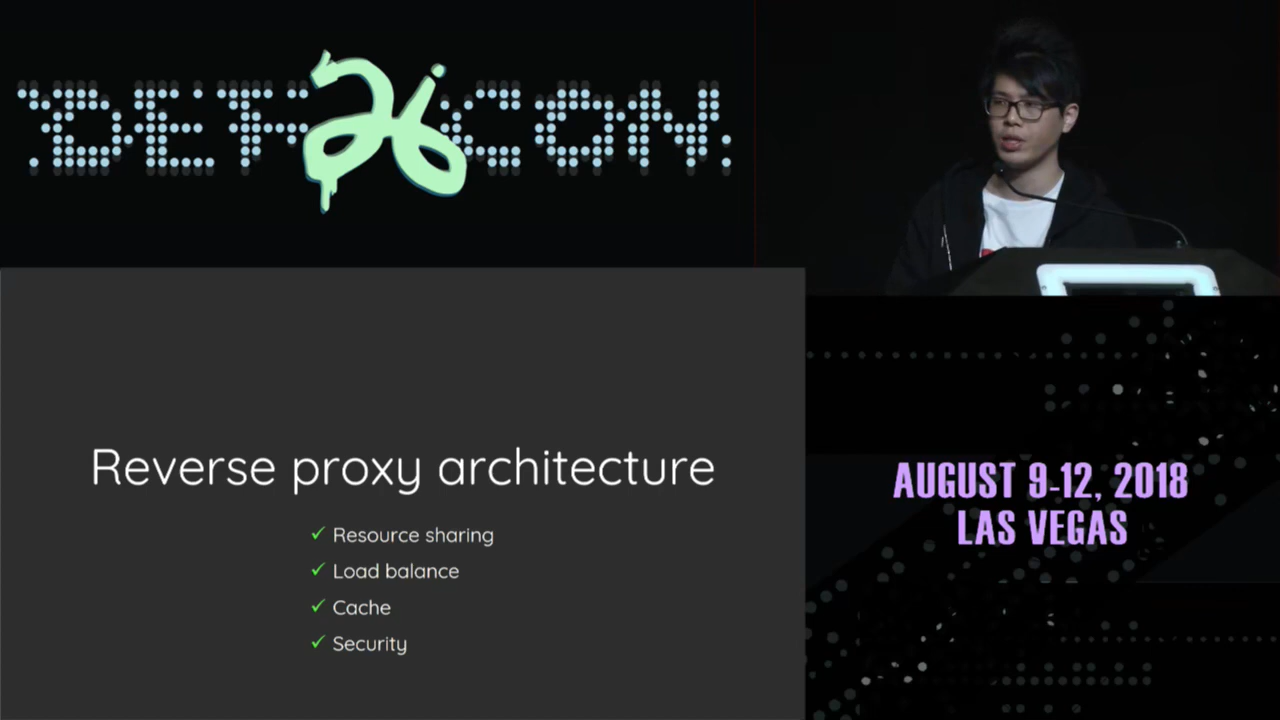 DEF 26 CON
Reverse proxy architecture
✓ Resource sharing
✓ Load balance
✓ Cache
✓ Security
AUGUST 9-12, 2018
LAS VEGAS